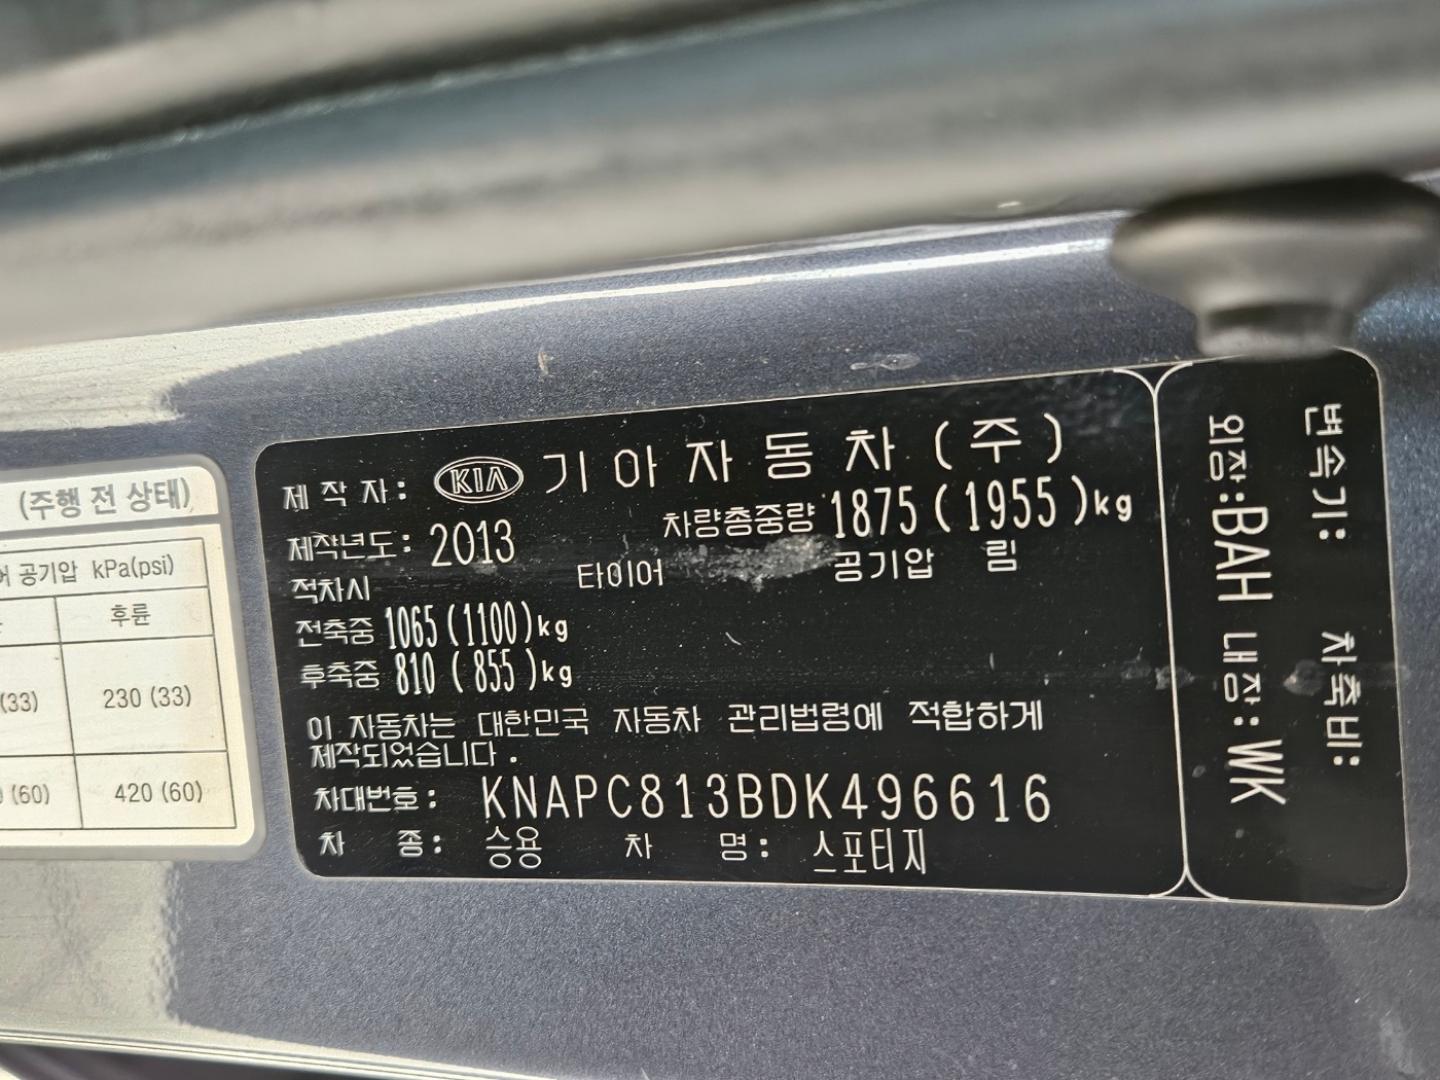 (주행 전 상태)
공기압 kPa(psi)
후륜
(33) 230 (33)
(60) 420 (60)
제작자: KIA 기아자동차(주)
제작년도: 2013 차량총중량 1875(1955)kg
적차시 타이어 공기압 림
전축중 1065(1100)kg
후축중 810(855)kg
이 자동차는 대한민국 자동차 관리법령에 적합하게
제작되었습니다.
차대번호: KNAPC813BDK496616
차 종: 승용 차 명: 스포티지
변속기: 차축비:
외장:BAH 내장:WK